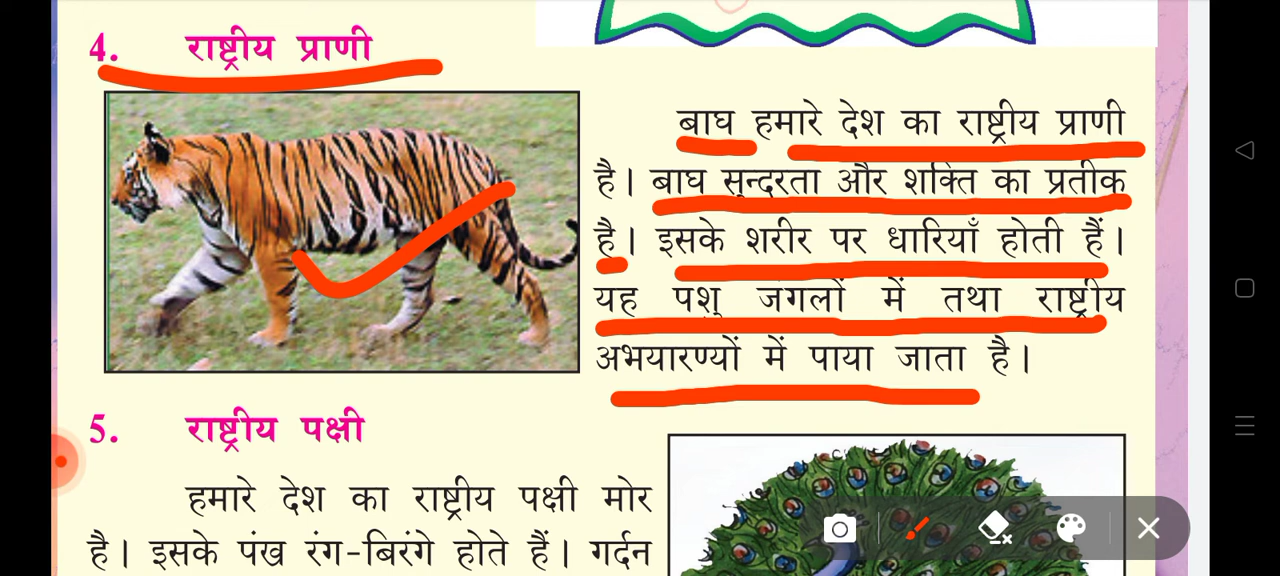 4. राष्ट्रीय प्राणी
बाघ हमारे देश का राष्ट्रीय प्राणी
है। बाघ सुन्दरता और शक्ति का प्रतीक
है। इसके शरीर पर धारियाँ होती हैं।
यह पशु जगलों में तथा राष्ट्रीय
अभयारण्यों में पाया जाता है।
5. राष्ट्रीय पक्षी
हमारे देश का राष्ट्रीय पक्षी मोर
है। इसके पंख रंग-बिरंगे होते हैं। गर्दन